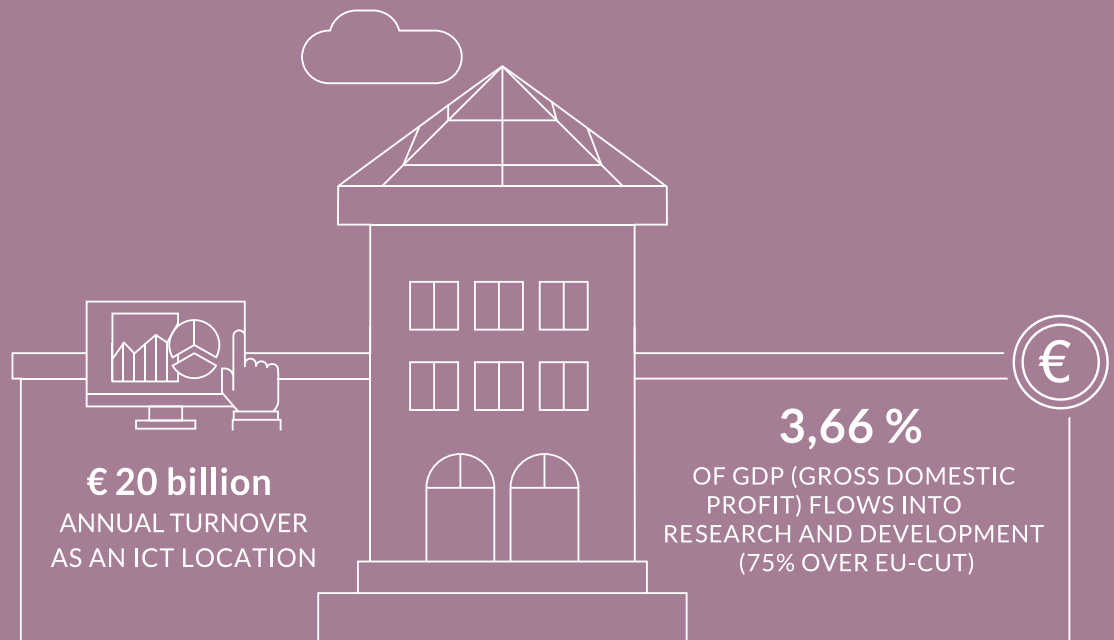 € 20 billion
ANNUAL TURNOVER
AS AN ICT LOCATION
€
3,66 %
OF GDP (GROSS DOMESTIC
PROFIT) FLOWS INTO
RESEARCH AND DEVELOPMENT
(75% OVER EU-CUT)